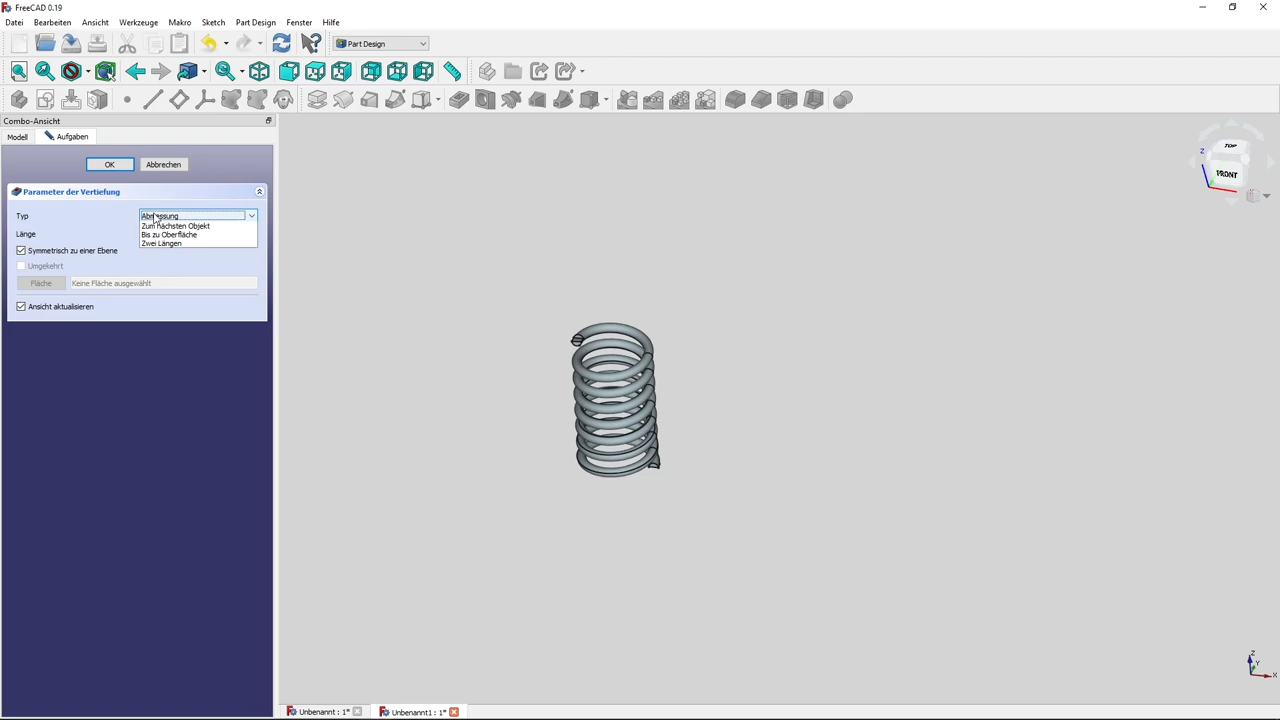 FreeCAD 0.19
Datei Bearbeiten Ansicht Werkzeuge Makro Sketch Part Design Fenster Hilfe
Part Design
Combo-Ansicht
Modell Aufgaben
OK Abbrechen
Parameter der Vertiefung
Typ Abmessung
Zum nächsten Objekt
Länge Bis zu Oberfläche
Zwei Längen
Symmetrisch zu einer Ebene
Umgekehrt
Fläche Keine Fläche ausgewählt
Ansicht aktualisieren
TOP
Z
FRONT
Z
Y
X
Unbenannt : 1* Unbenannt1 : 1*